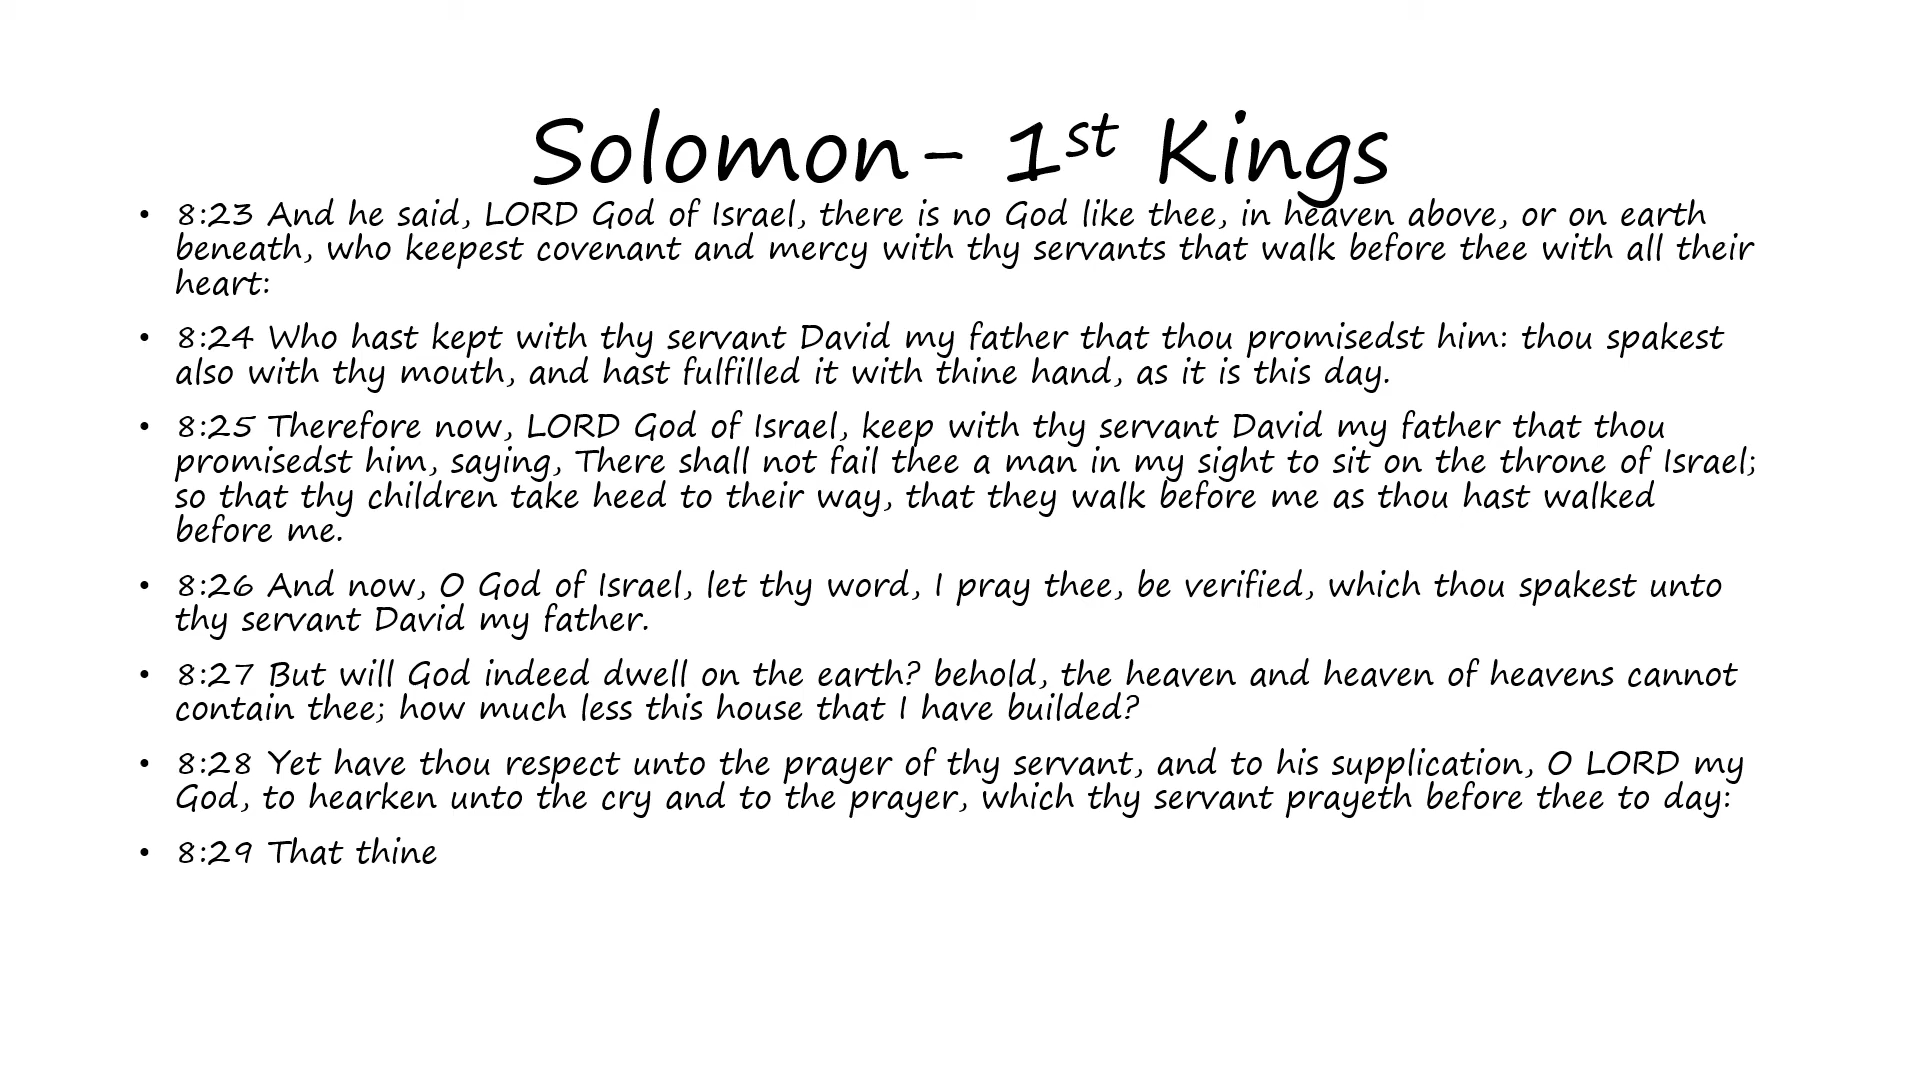 Solomon- 1st Kings
• 8:23 And he said, LORD God of Israel, there is no God like thee, in heaven above, or on earth
beneath, who keepest covenant and mercy with thy servants that walk before thee with all their
heart:
• 8:24 Who hast kept with thy servant David my father that thou promisedst him: thou spakest
also with thy mouth, and hast fulfilled it with thine hand, as it is this day.
• 8:25 Therefore now, LORD God of Israel, keep with thy servant David my father that thou
promisedst him, saying, There shall not fail thee a man in my sight to sit on the throne of Israel;
so that thy children take heed to their way, that they walk before me as thou hast walked
before me.
• 8:26 And now, O God of Israel, let thy word, I pray thee, be verified, which thou spakest unto
thy servant David my father.
• 8:27 But will God indeed dwell on the earth? behold, the heaven and heaven of heavens cannot
contain thee; how much less this house that I have builded?
• 8:28 Yet have thou respect unto the prayer of thy servant, and to his supplication, O LORD my
God, to hearken unto the cry and to the prayer, which thy servant prayeth before thee to day:
• 8:29 That thine